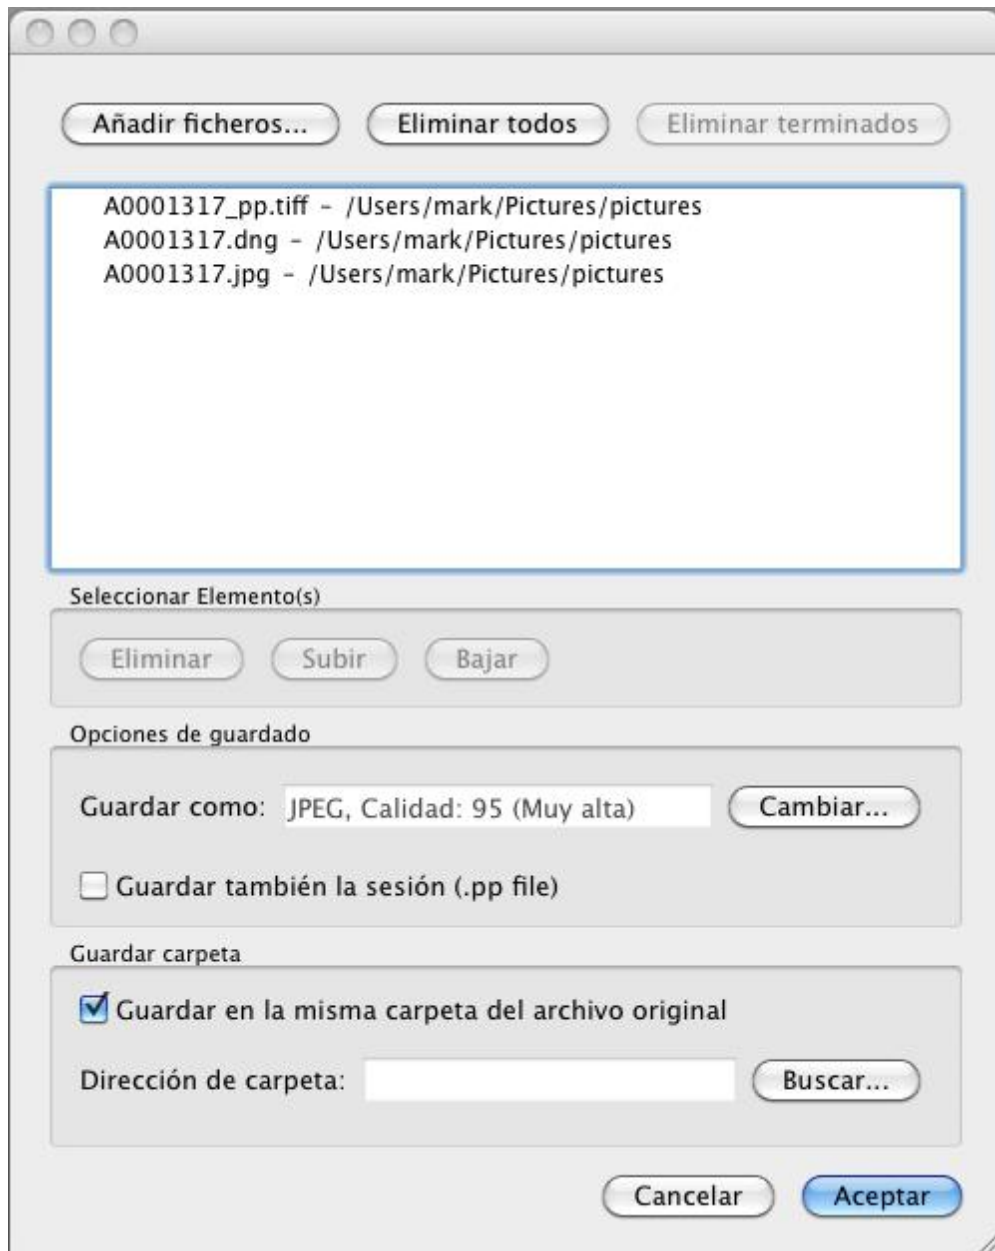 Añadir ficheros... Eliminar todos Eliminar terminados
A0001317_pp.tiff - /Users/mark/Pictures/pictures
A0001317.dng - /Users/mark/Pictures/pictures
A0001317.jpg - /Users/mark/Pictures/pictures
Seleccionar Elemento(s)
Eliminar Subir Bajar
Opciones de guardado
Guardar como: JPEG, Calidad: 95 (Muy alta) Cambiar...
Guardar también la sesión (.pp file)
Guardar carpeta
Guardar en la misma carpeta del archivo original
Dirección de carpeta: Buscar...
Cancelar Aceptar